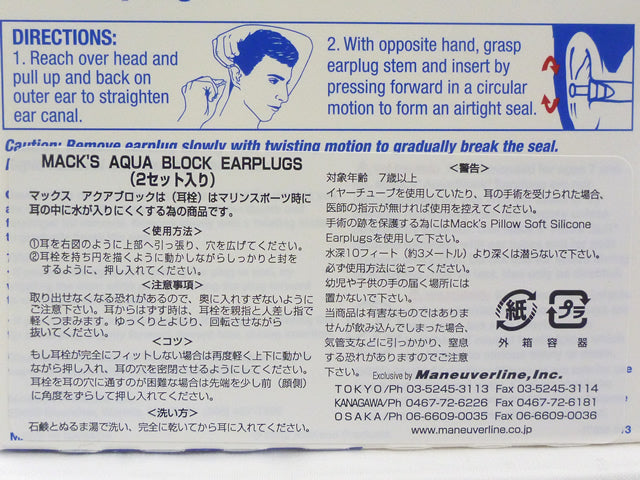 DIRECTIONS:
1. Reach over head and
pull up and back on
outer ear to straighten
ear canal.
2. With opposite hand, grasp
earplug stem and insert by
pressing forward in a circular
motion to form an airtight seal.
Caution: Remove earplug slowly with twisting motion to gradually break the seal.
MACK'S AQUA BLOCK EARPLUGS
(2セット入り)
マックス アクアブロックは（耳栓）はマリンスポーツ時に
耳の中に水が入りにくくする為の商品です。
<使用方法>
①耳を右図のように上部へ引っ張り、穴を広げてください。
②耳栓を持ち円を描くように動かしながらしっかりと封を
するように、押し入れてください。
<注意事項>
取り出せなくなる恐れがあるので、奥に入れすぎないように
ご注意下さい。耳からはずす時は、耳栓を親指と人差し指で
軽くつまみます。ゆっくりとよじり、回転させながら
抜いてください。
<コツ>
もし耳栓が完全にフィットしない場合は再度軽く上下に動かし
ながら押し入れ、耳の穴を密閉させるようにしてください。
耳栓を耳の穴に通すのが困難な場合は先端を少し前（顔側）
に角度をずらして押し入れてください。
<洗い方>
石鹸とぬるま湯で洗い、完全に乾いてから耳に入れてください。
<警告>
対象年齢 7歳以上
イヤーチューブを使用していたり、耳の手術を受けられた場合、
医師の指示が無ければ使用を控えてください。
手術の跡を保護する為にはMack's Pillow Soft Silicone
Earplugsを使用して下さい。
水深10フィート（約3メートル）より深くは潜らないで下さい。
必ず使用方法に従ってください。
幼児や子供の手の届く場所には
置かないで下さい。
当商品は有害なものではありま
せんが飲み込んでしまった場合、
気管支などに引っかかり、窒息
する恐れがありますのでご注意
下さい。
紙
プラ
外箱 容器
Exclusive by Maneuverline,Inc.
TOKYO/Ph 03-5245-3113 Fax 03-5245-3114
KANAGAWA/Ph 0467-72-6226 Fax 0467-72-6181
OSAKA/Ph 06-6609-0035 Fax 06-6609-0036
www.maneuverline.co.jp